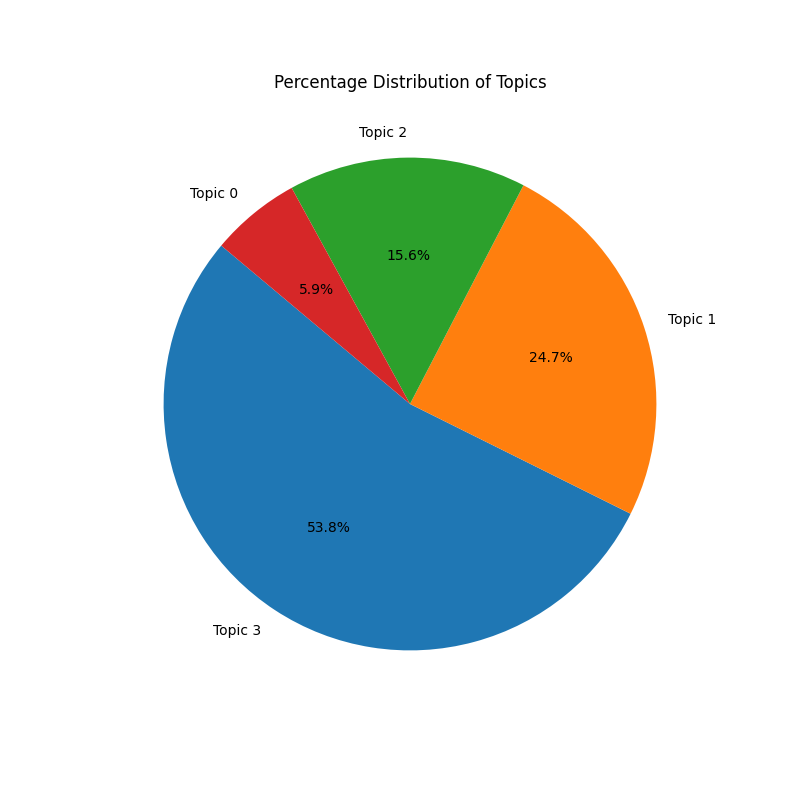 Percentage Distribution of Topics
Topic 2
Topic 0
15.6%
5.9%
Topic 1
24.7%
53.8%
Topic 3